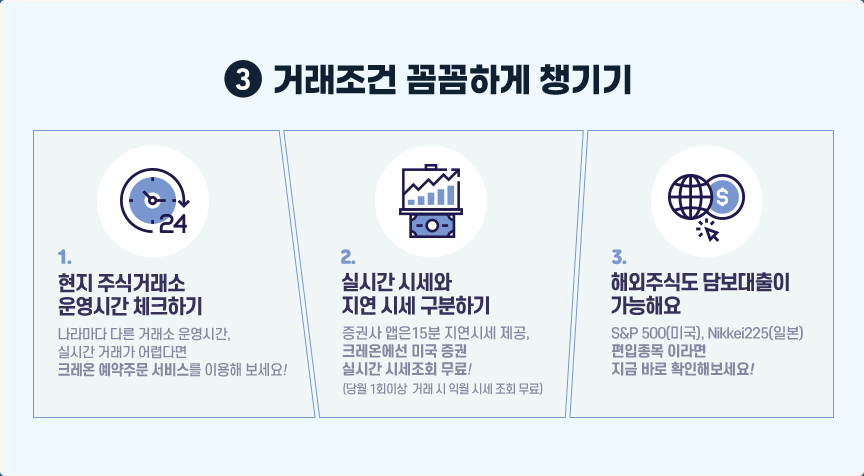 3 거래조건 꼼꼼하게 챙기기
24
1.
현지 주식거래소
운영시간 체크하기
나라마다 다른 거래소 운영시간,
실시간 거래가 어렵다면
크레온 예약주문 서비스를 이용해 보세요!
2.
실시간 시세와
지연 시세 구분하기
증권사 앱은15분 지연시세 제공,
크레온에선 미국 증권
실시간 시세조회 무료!
(당월 1회이상 거래 시 익월 시세 조회 무료)
$
3.
해외주식도 담보대출이
가능해요
S&P 500(미국), Nikkei225(일본)
편입종목 이라면
지금 바로 확인해보세요!